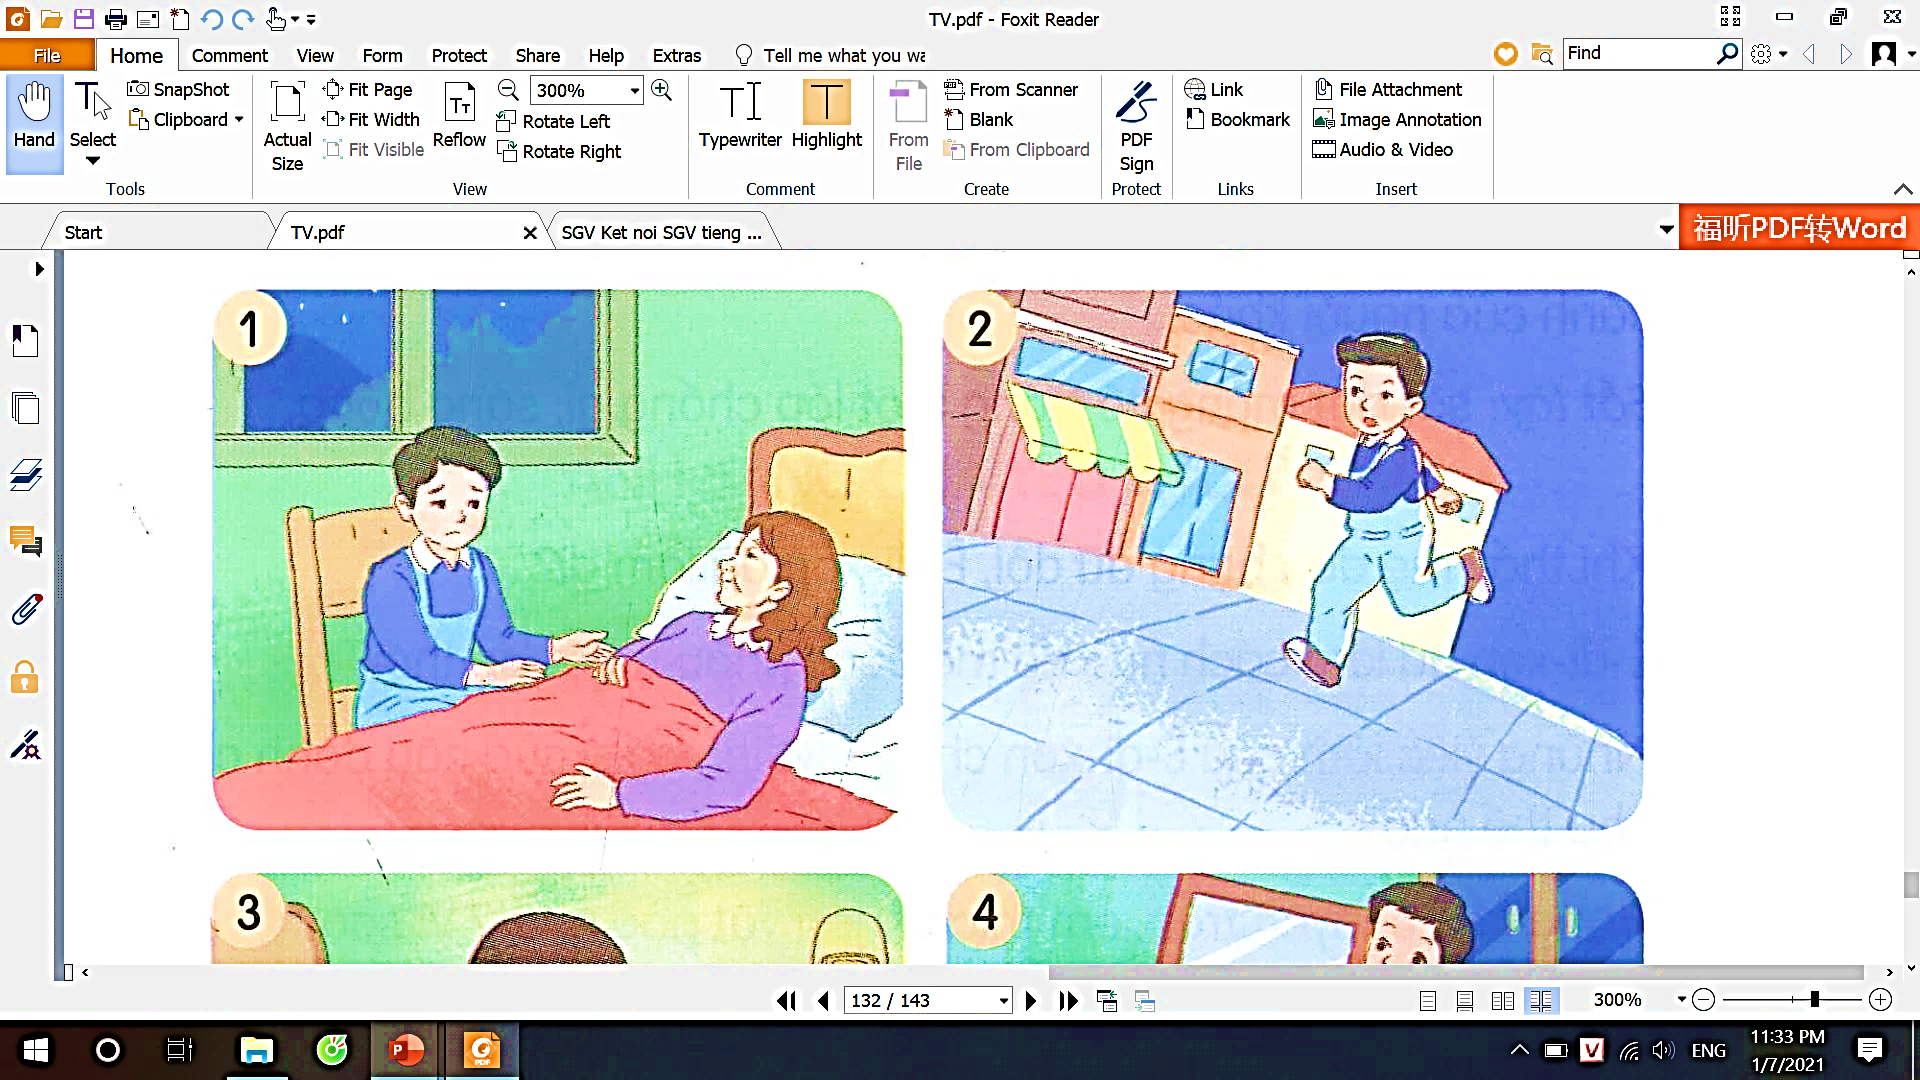 TV.pdf - Foxit Reader
File Home Comment View Form Protect Share Help Extras Tell me what you wa Find
Hand
Select
SnapShot
Clipboard
Tools
Actual Size
Fit Page
Fit Width
Fit Visible
Reflow
300%
Rotate Left
Rotate Right
View
Typewriter
Highlight
Comment
From File
From Scanner
Blank
From Clipboard
Create
PDF Sign
Protect
Link
Bookmark
Links
File Attachment
Image Annotation
Audio & Video
Insert
Start TV.pdf SGV Ket noi SGV tieng ... 福昕PDF转Word
1
2
3
4
132 / 143 300%
ENG 11:33 PM
1/7/2021